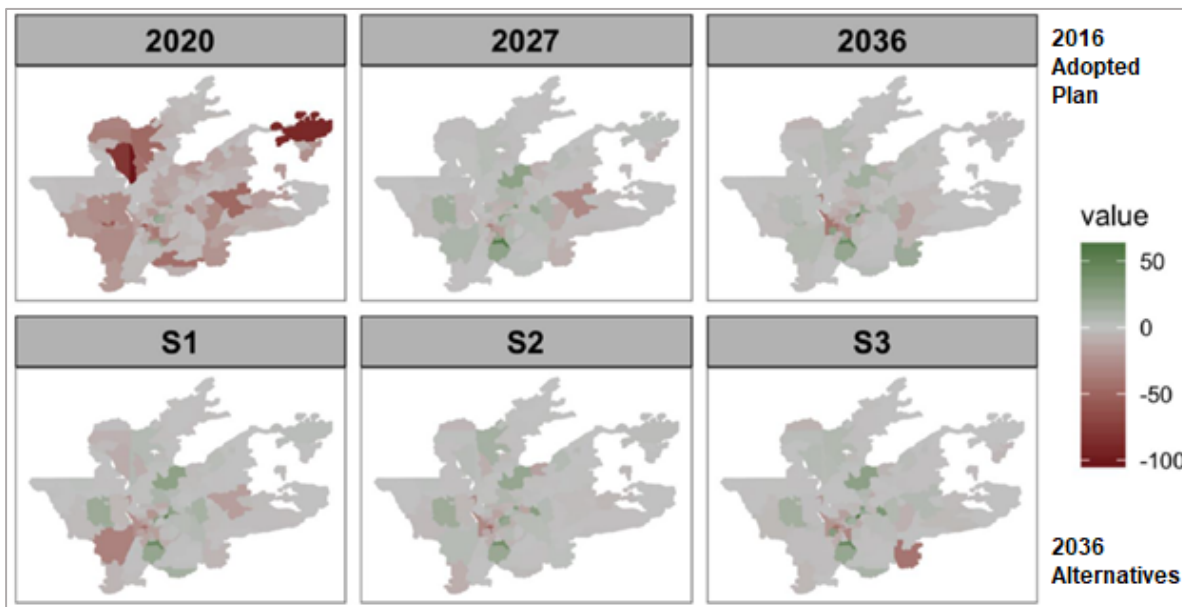 2020
2027
2036
2016
Adopted
Plan
value
50
0
-50
-100
S1
S2
S3
2036
Alternatives